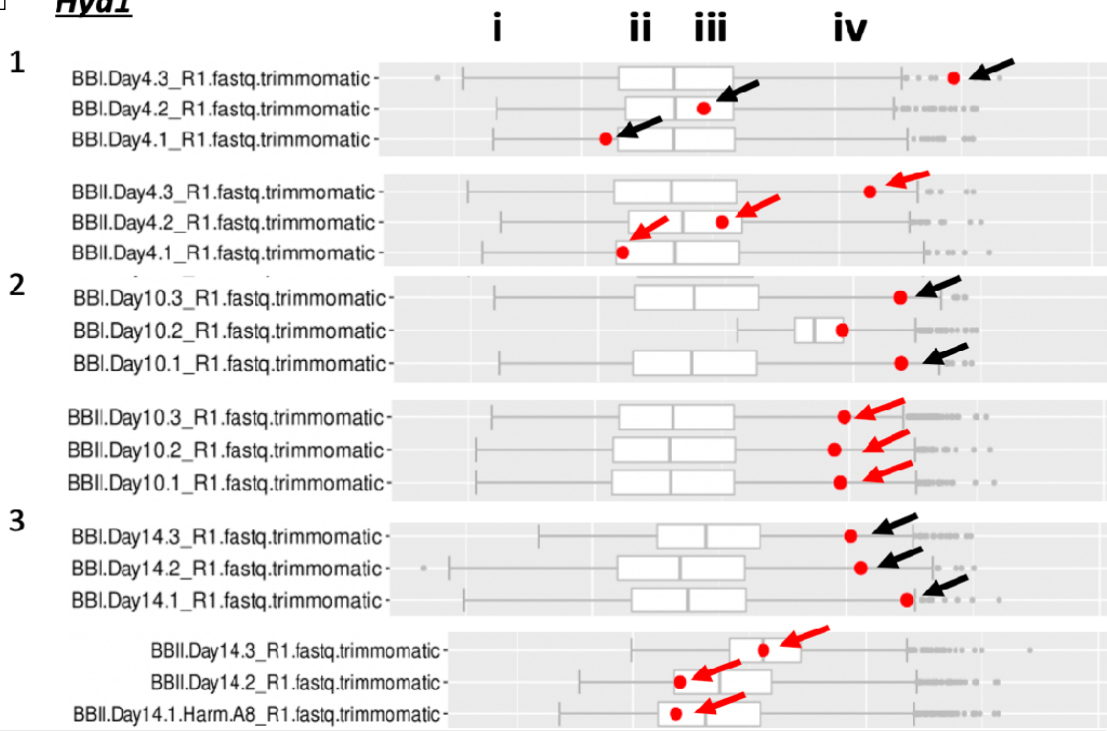 Hyd1
i ii iii iv
1
BBI.Day4.3_R1.fastq.trimmomatic
BBI.Day4.2_R1.fastq.trimmomatic
BBI.Day4.1_R1.fastq.trimmomatic
BBII.Day4.3_R1.fastq.trimmomatic
BBII.Day4.2_R1.fastq.trimmomatic
BBII.Day4.1_R1.fastq.trimmomatic
2
BBI.Day10.3_R1.fastq.trimmomatic
BBI.Day10.2_R1.fastq.trimmomatic
BBI.Day10.1_R1.fastq.trimmomatic
BBII.Day10.3_R1.fastq.trimmomatic
BBII.Day10.2_R1.fastq.trimmomatic
BBII.Day10.1_R1.fastq.trimmomatic
3
BBI.Day14.3_R1.fastq.trimmomatic
BBI.Day14.2_R1.fastq.trimmomatic
BBI.Day14.1_R1.fastq.trimmomatic
BBII.Day14.3_R1.fastq.trimmomatic
BBII.Day14.2_R1.fastq.trimmomatic
BBII.Day14.1.Harm.A8_R1.fastq.trimmomatic